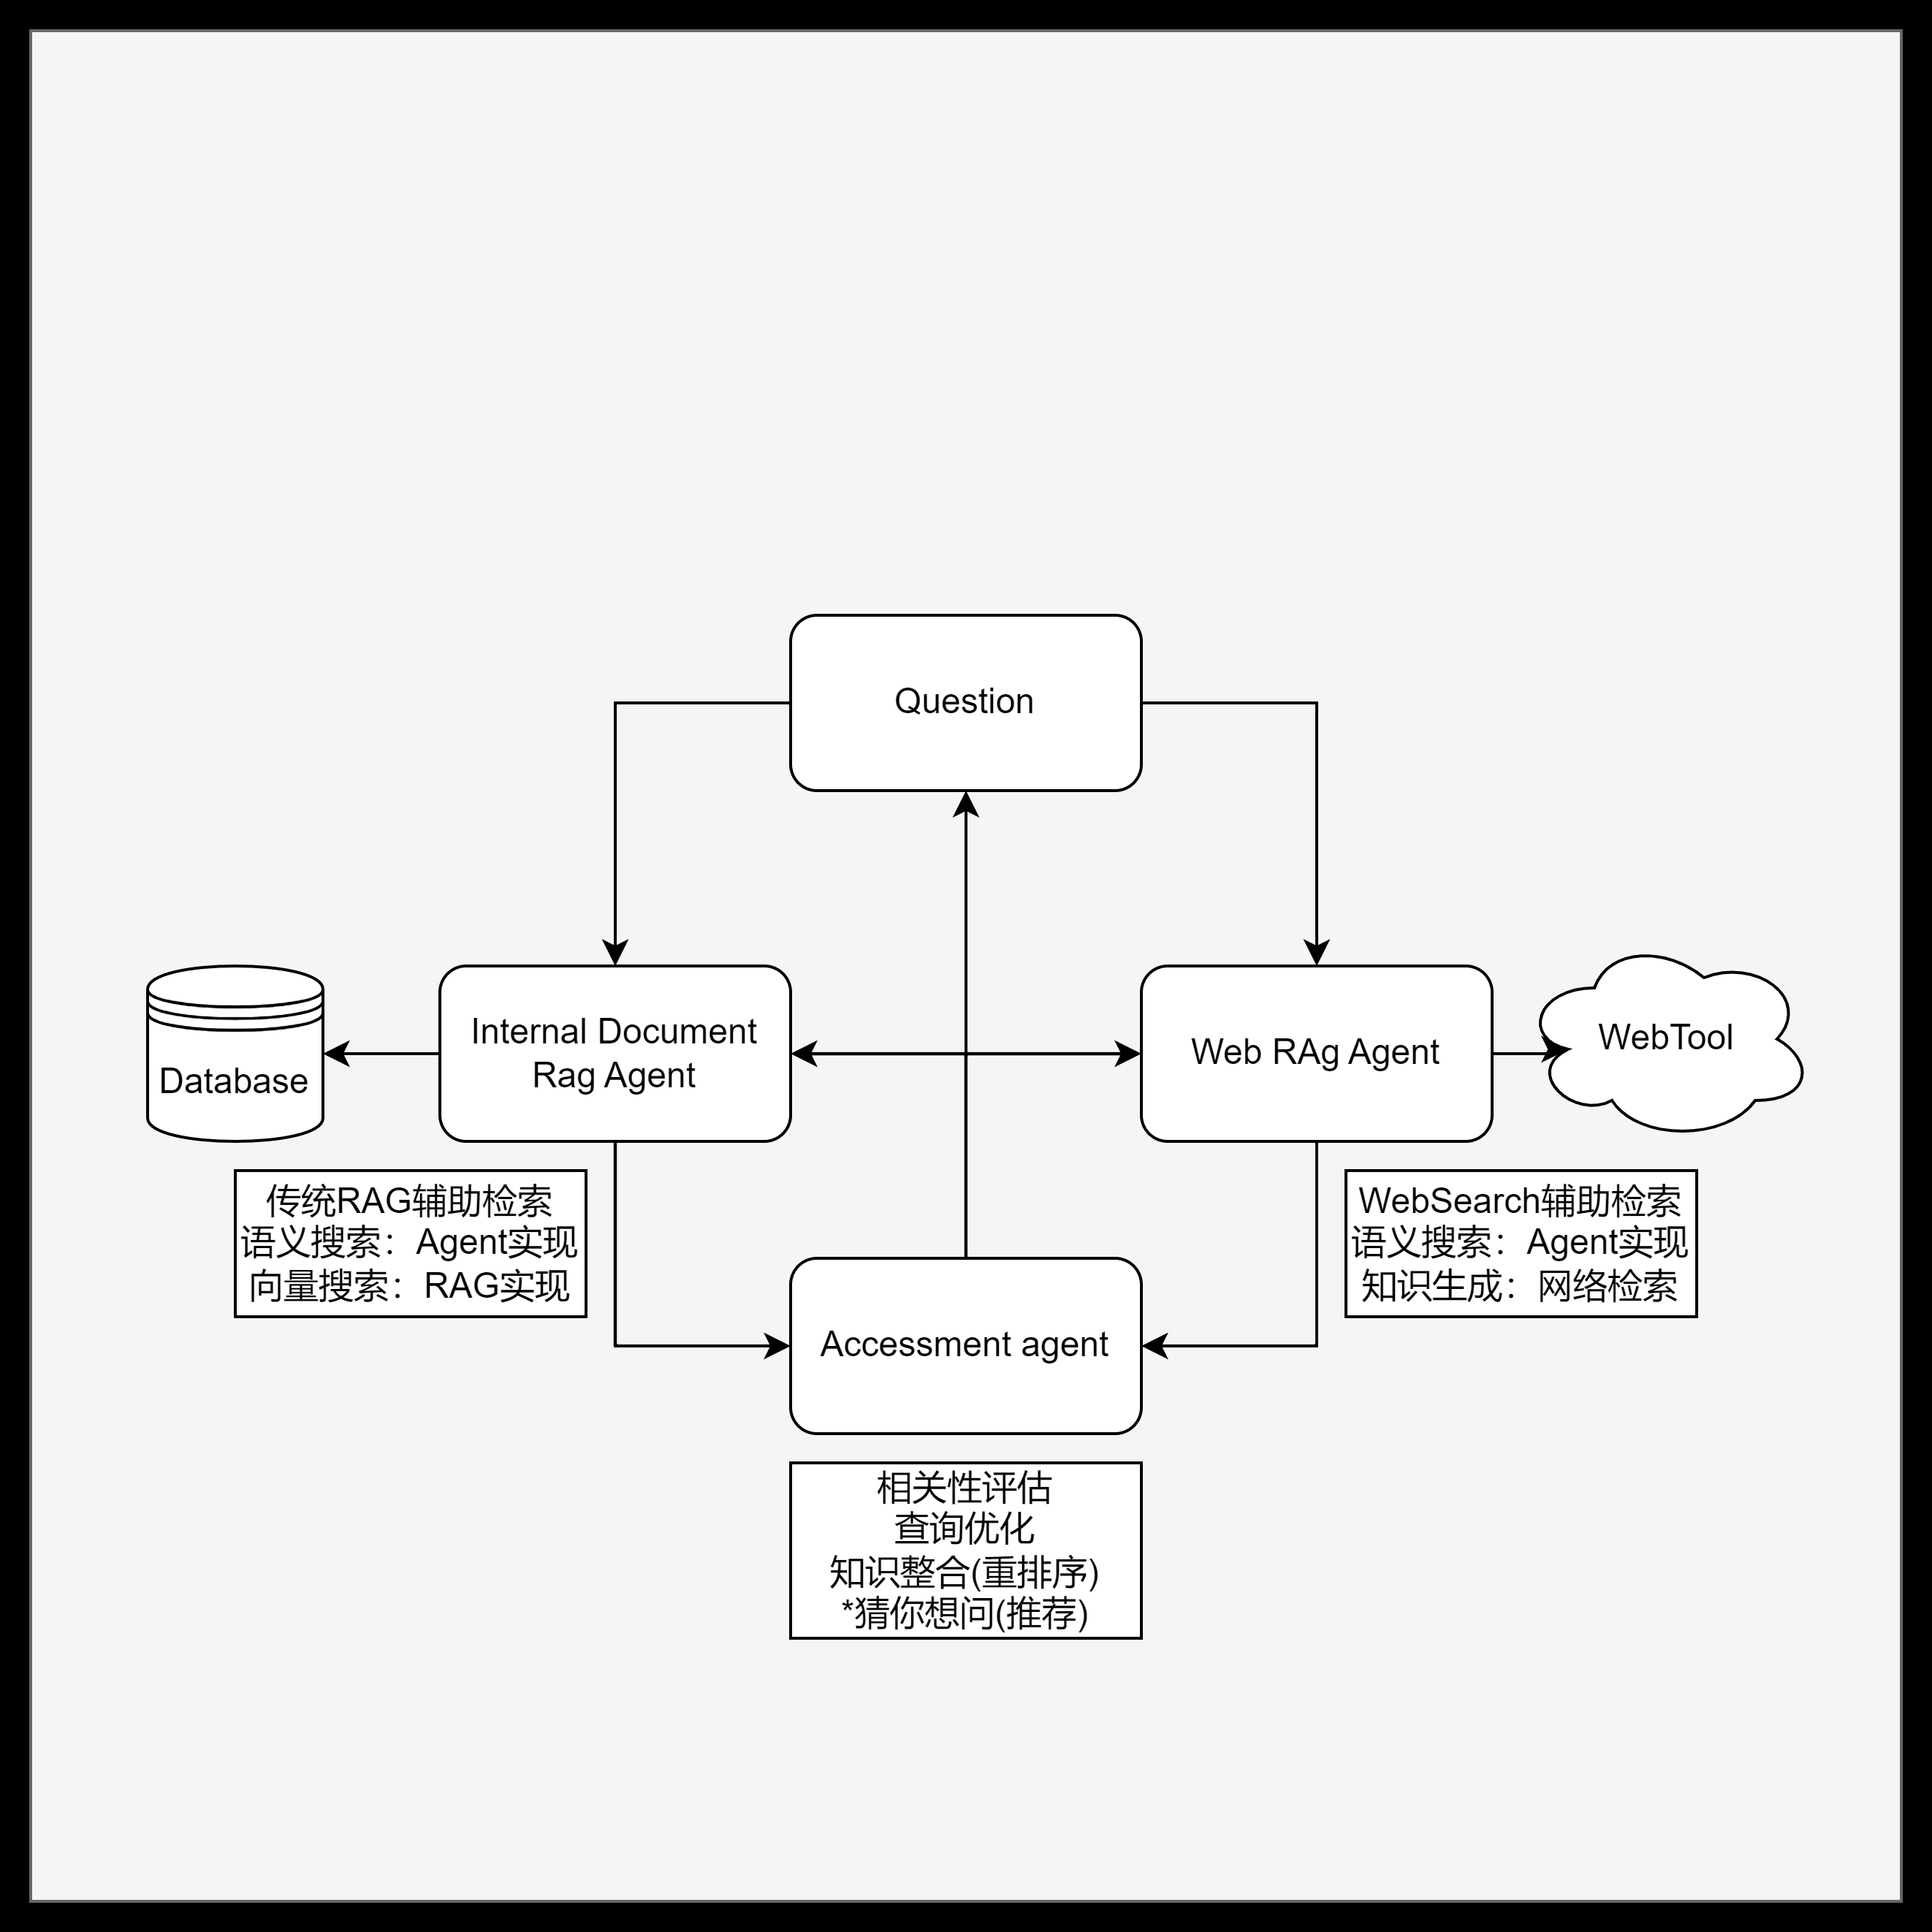 Question
Database
Internal Document
Rag Agent
Web RAg Agent
WebTool
传统RAG辅助检索
语义搜索：Agent实现
向量搜索：RAG实现
WebSearch辅助检索
语义搜索：Agent实现
知识生成：网络检索
Accessment agent
相关性评估
查询优化
知识整合(重排序)
*猜你想问(推荐)